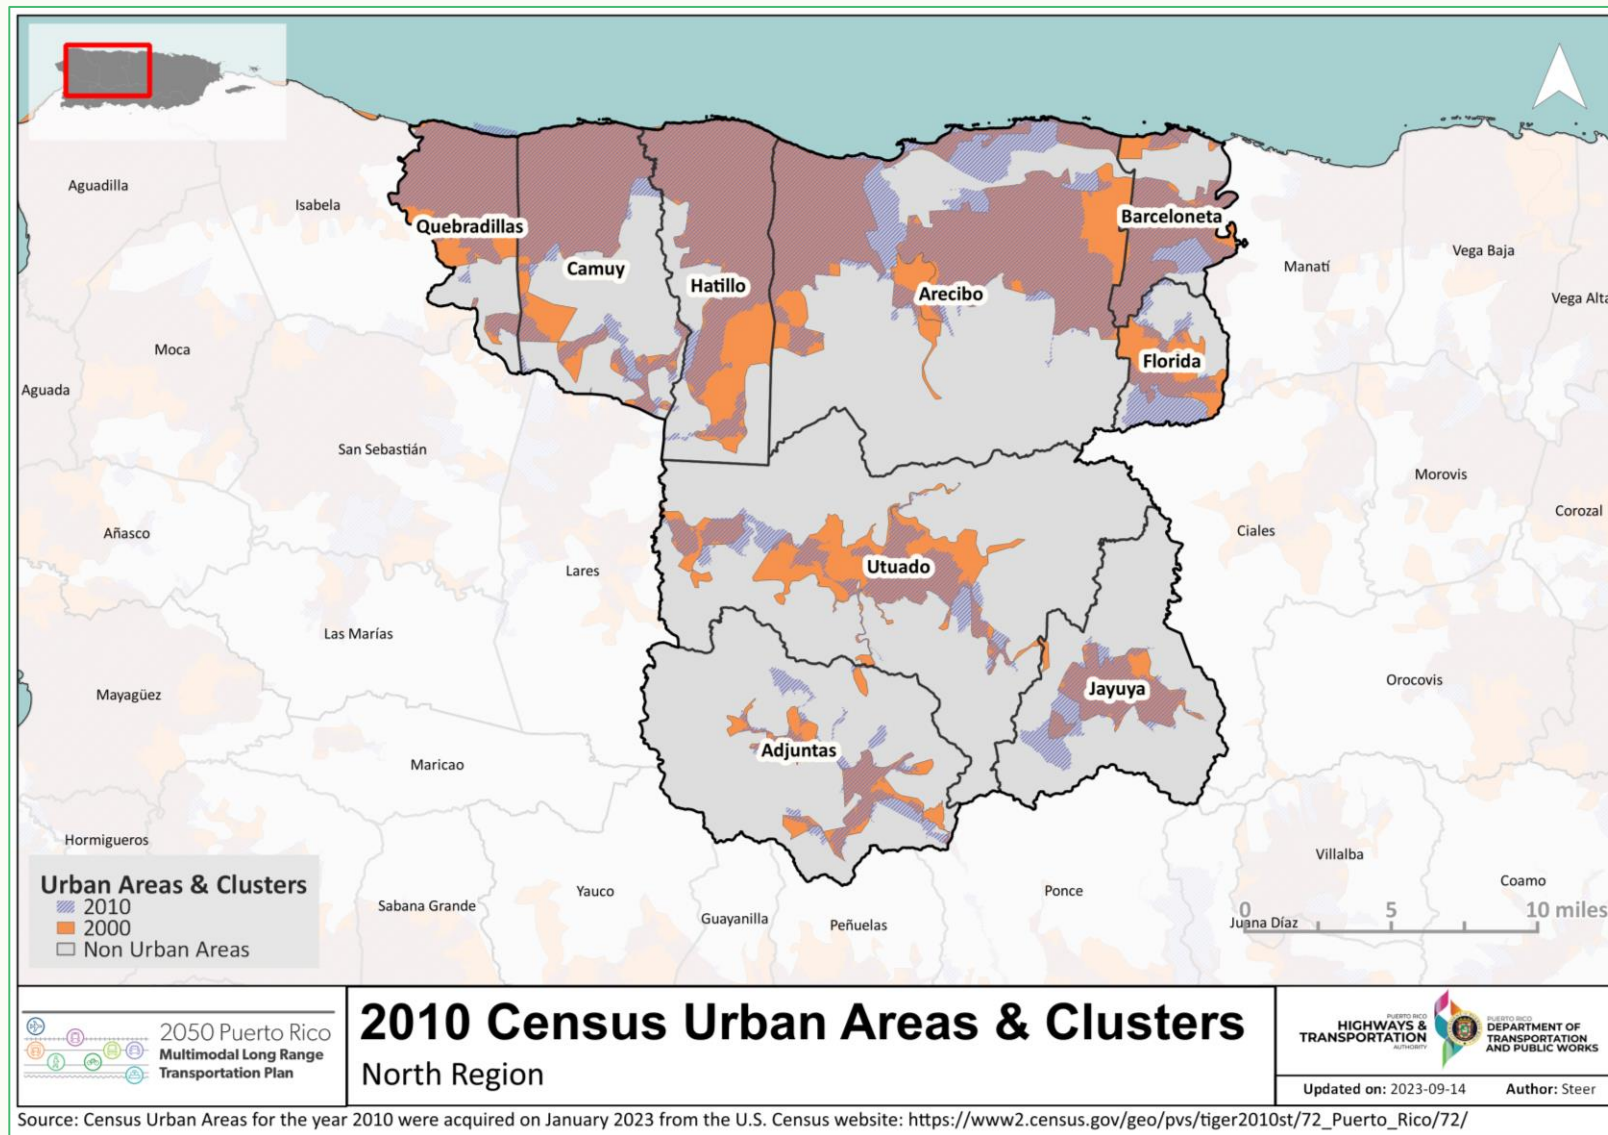 Aguadilla
Isabela
Quebradillas
Camuy
Hatillo
Arecibo
Barceloneta
Manatí
Vega Baja
Vega Alta
Florida
Moca
Aguada
San Sebastián
Morovis
Añasco
Lares
Utuado
Ciales
Corozal
Las Marías
Mayagüez
Jayuya
Orocovis
Adjuntas
Maricao
Hormigueros
Villalba
Yauco
Ponce
Coamo
Sabana Grande
Guayanilla
Peñuelas
Juana Díaz
0 5 10 miles
Urban Areas & Clusters
2010
2000
Non Urban Areas
2050 Puerto Rico
Multimodal Long Range
Transportation Plan
2010 Census Urban Areas & Clusters
North Region
PUERTO RICO
HIGHWAYS &
TRANSPORTATION
AUTHORITY
PUERTO RICO
DEPARTMENT OF
TRANSPORTATION
AND PUBLIC WORKS
Updated on: 2023-09-14 Author: Steer
Source: Census Urban Areas for the year 2010 were acquired on January 2023 from the U.S. Census website: https://www2.census.gov/geo/pvs/tiger2010st/72_Puerto_Rico/72/